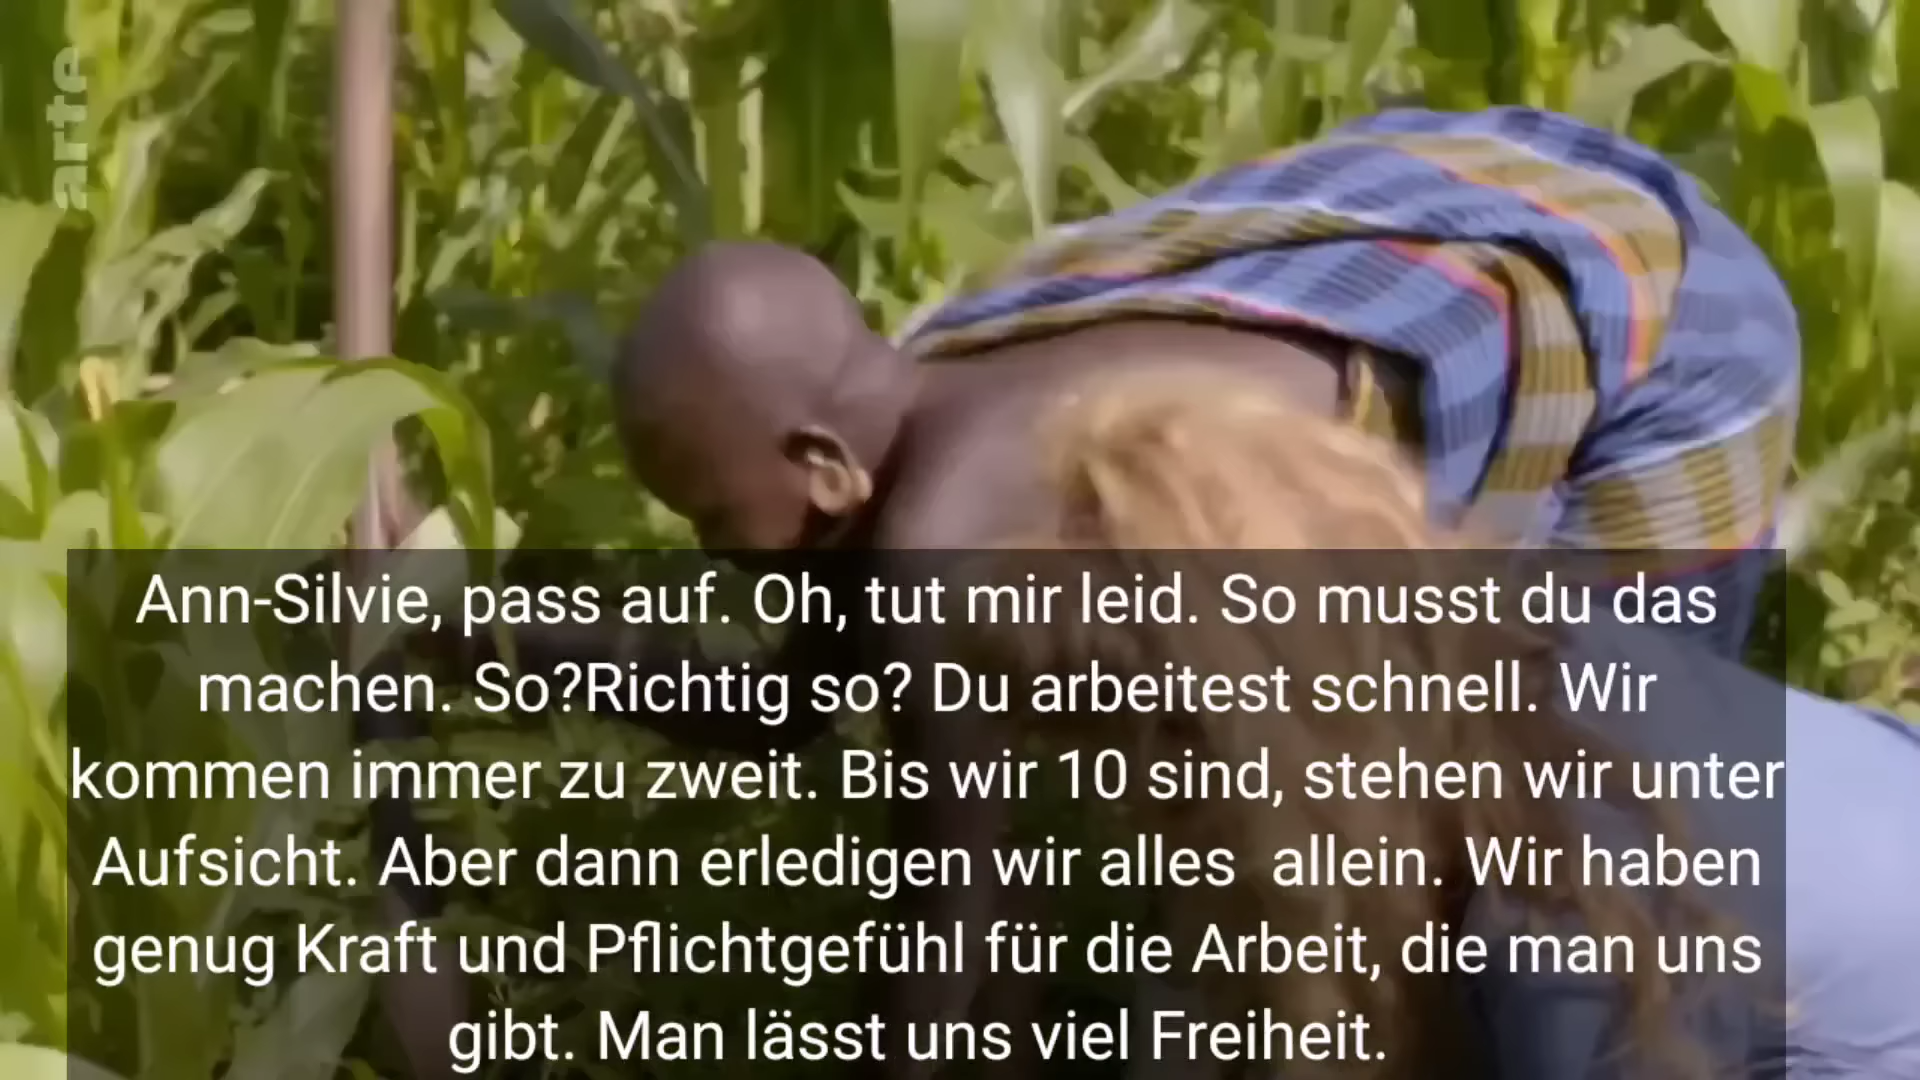 arte
Ann-Silvie, pass auf. Oh, tut mir leid. So musst du das
machen. So?Richtig so? Du arbeitest schnell. Wir
kommen immer zu zweit. Bis wir 10 sind, stehen wir unter
Aufsicht. Aber dann erledigen wir alles  allein. Wir haben
genug Kraft und Pflichtgefühl für die Arbeit, die man uns
gibt. Man lässt uns viel Freiheit.